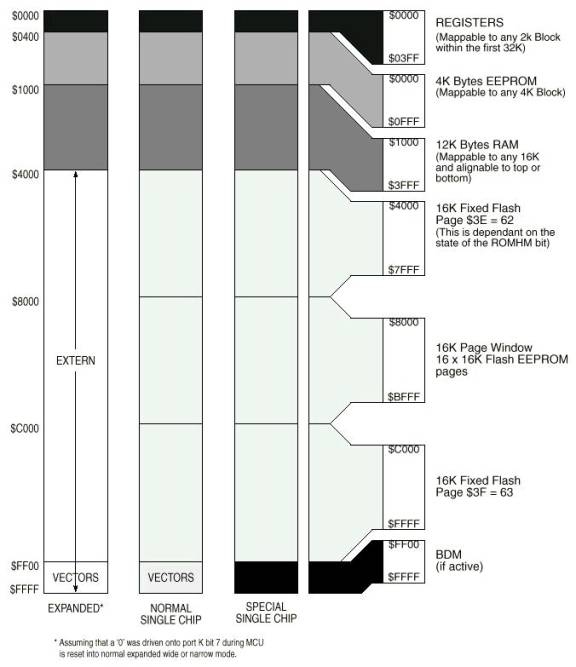 $0000
$0400
$1000
$4000
$8000
EXTERN
$C000
$FF00
$FFFF
VECTORS
VECTORS
EXPANDED*
NORMAL
SINGLE CHIP
SPECIAL
SINGLE CHIP
$0000
$03FF
REGISTERS
(Mappable to any 2k Block
within the first 32K)
$0000
$0FFF
4K Bytes EEPROM
(Mappable to any 4K Block)
$1000
$3FFF
12K Bytes RAM
(Mappable to any 16K
and alignable to top or
bottom)
$4000
$7FFF
16K Fixed Flash
Page $3E = 62
(This is dependant on the
state of the ROMHM bit)
$8000
$BFFF
16K Page Window
16 x 16K Flash EEPROM
pages
$C000
$FFFF
16K Fixed Flash
Page $3F = 63
$FF00
$FFFF
BDM
(if active)
* Assuming that a '0' was driven onto port K bit 7 during MCU
is reset into normal expanded wide or narrow mode.